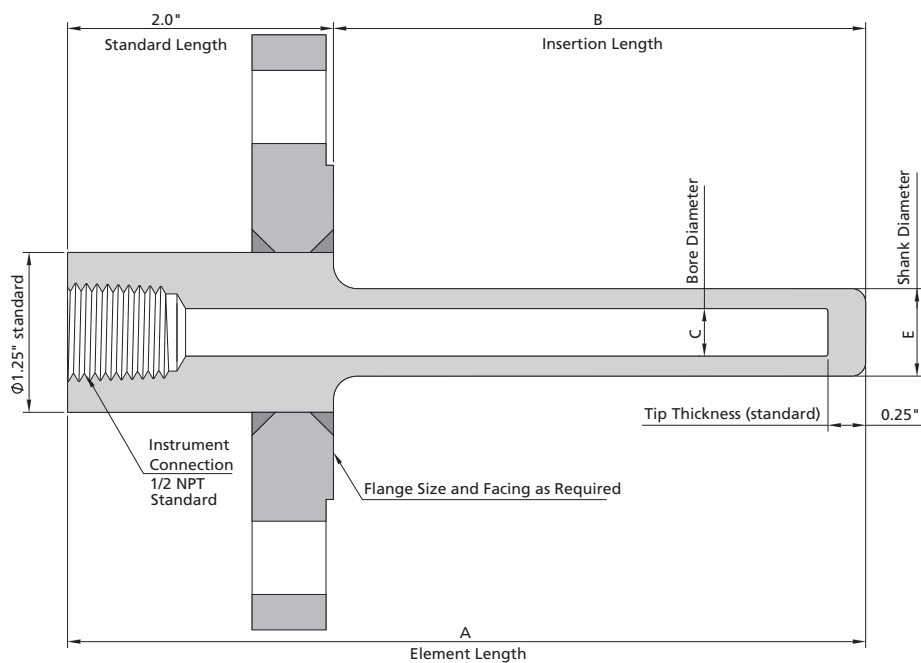 2.0"
Standard Length
B
Insertion Length
Bore Diameter
Shank Diameter
Φ1.25" standard
C
E
Tip Thickness (standard)
0.25"
Instrument
Connection
1/2 NPT
Standard
Flange Size and Facing as Required
A
Element Length